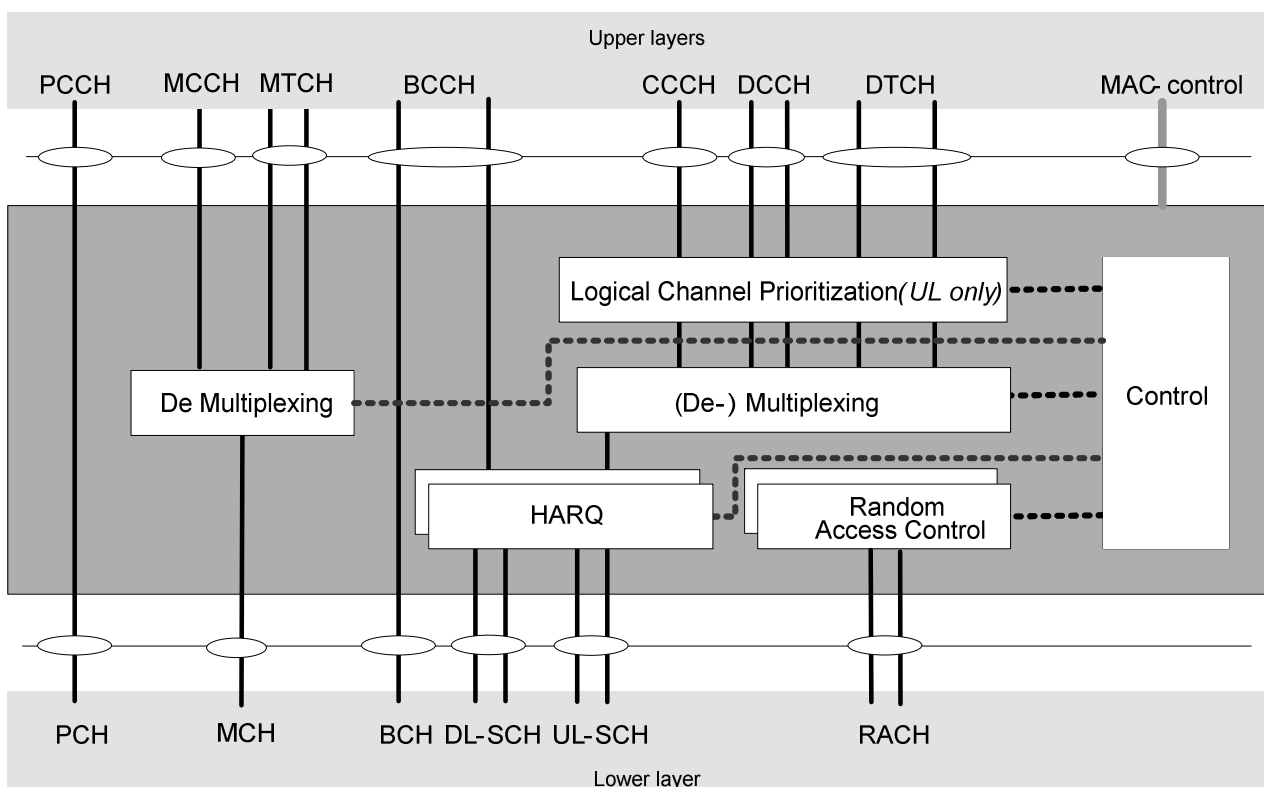 Upper layers
PCCH MCCH MTCH BCCH CCCH DCCH DTCH MAC- control
Logical Channel Prioritization(UL only)
De Multiplexing
(De-) Multiplexing
Control
HARQ
Random
Access Control
PCH MCH BCH DL-SCH UL-SCH RACH
Lower layer